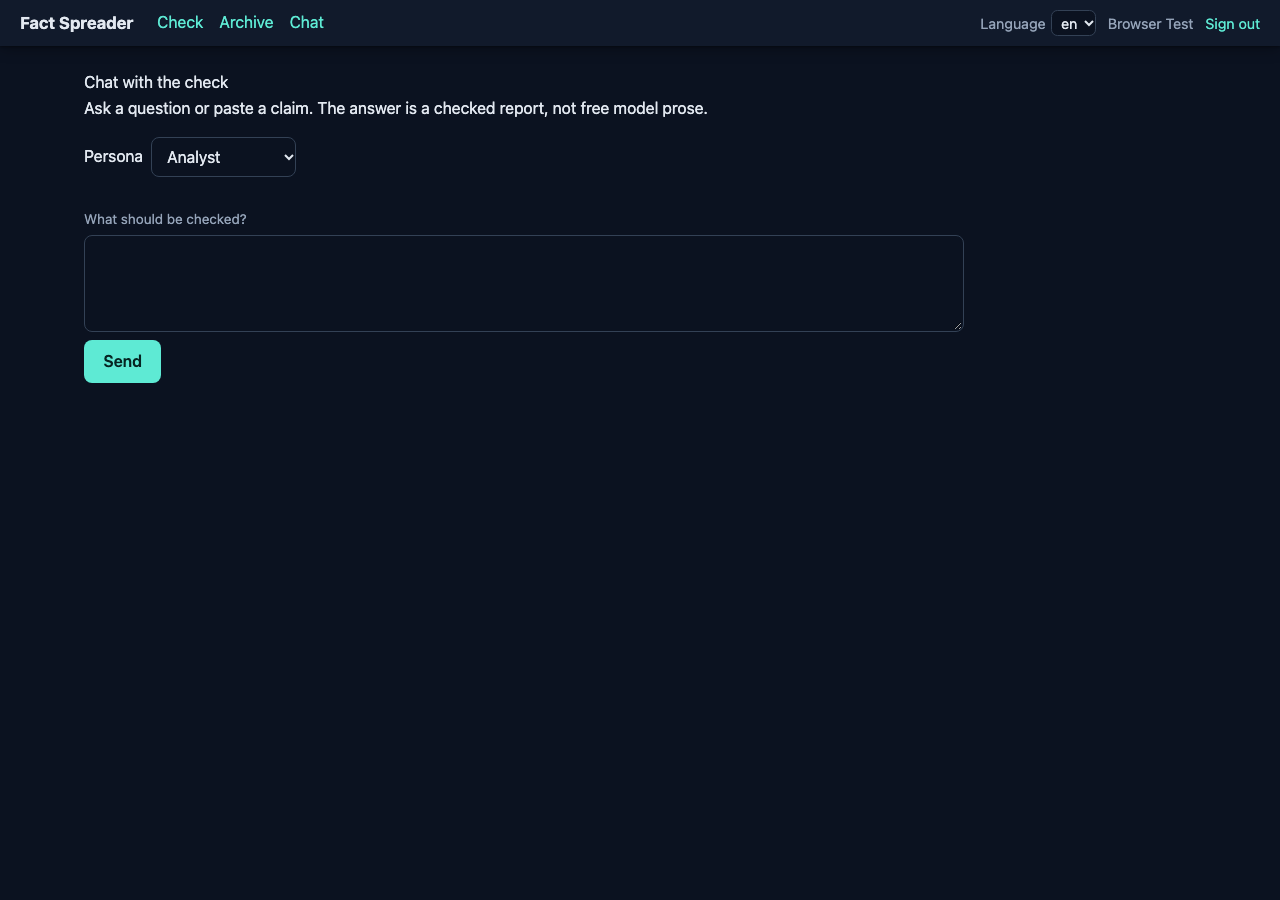 Fact Spreader Check Archive Chat Language en Browser Test Sign out
Chat with the check
Ask a question or paste a claim. The answer is a checked report, not free model prose.
Persona Analyst
What should be checked?
Send